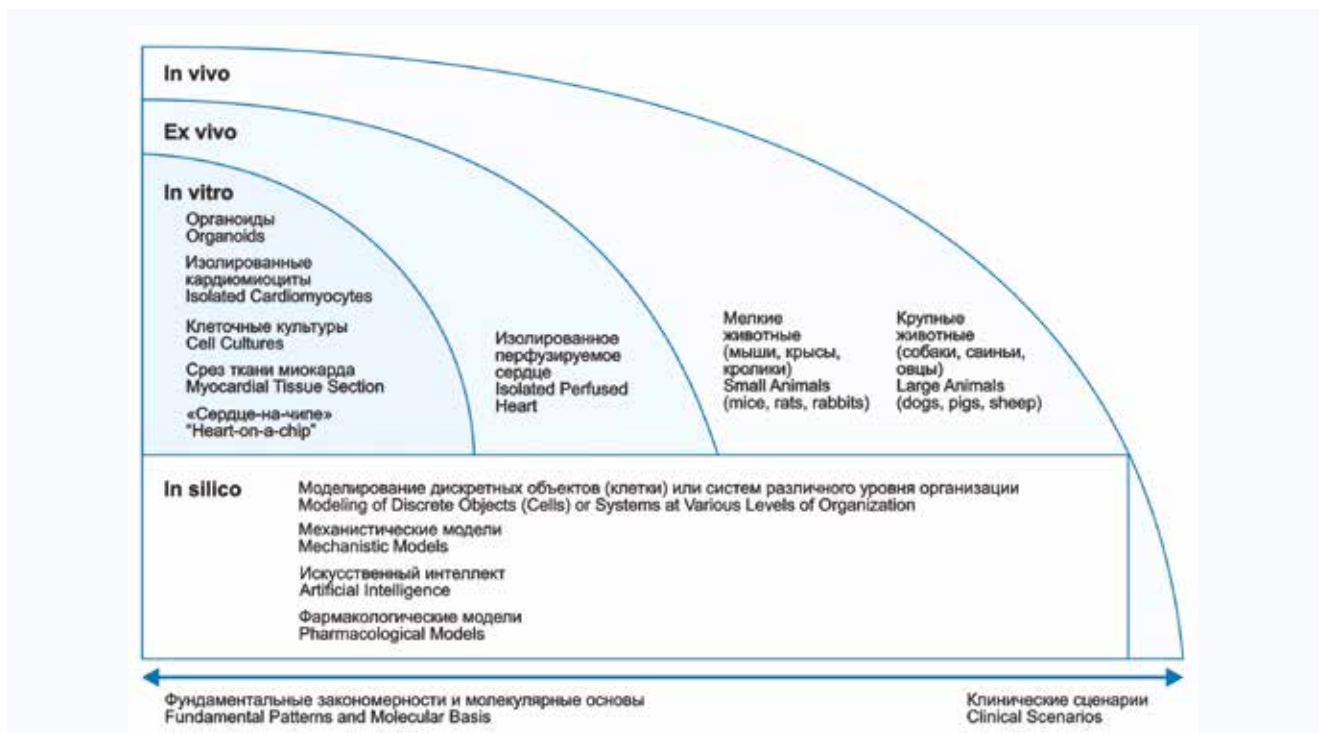 In vivo
Ex vivo
In vitro
Органоиды
Organoids
Изолированные
кардиомиоциты
Isolated Cardiomyocytes
Клеточные культуры
Cell Cultures
Срез ткани миокарда
Myocardial Tissue Section
«Сердце-на-чипе»
“Heart-on-a-chip”
Изолированное
перфузируемое
сердце
Isolated Perfused
Heart
Мелкие
животные
(мыши, крысы,
кролики)
Small Animals
(mice, rats, rabbits)
Крупные
животные
(собаки, свиньи,
овцы)
Large Animals
(dogs, pigs, sheep)
In silico
Моделирование дискретных объектов (клетки) или систем различного уровня организации
Modeling of Discrete Objects (Cells) or Systems at Various Levels of Organization
Механистические модели
Mechanistic Models
Искусственный интеллект
Artificial Intelligence
Фармакологические модели
Pharmacological Models
Фундаментальные закономерности и молекулярные основы
Fundamental Patterns and Molecular Basis
Клинические сценарии
Clinical Scenarios